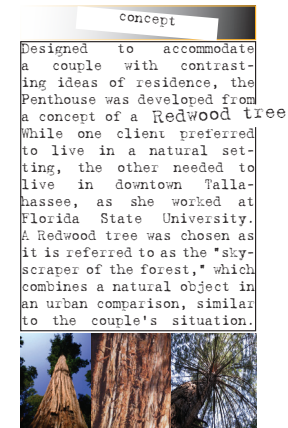 concept
Designed to accommodate
a couple with contrast-
ing ideas of residence, the
Penthouse was developed from
a concept of a Redwood tree
While one client preferred
to live in a natural set-
ting, the other needed to
live in downtown Talla-
hassee, as she worked at
Florida State University.
A Redwood tree was chosen as
it is referred to as the "sky-
scraper of the forest," which
combines a natural object in
an urban comparison, similar
to the couple's situation.